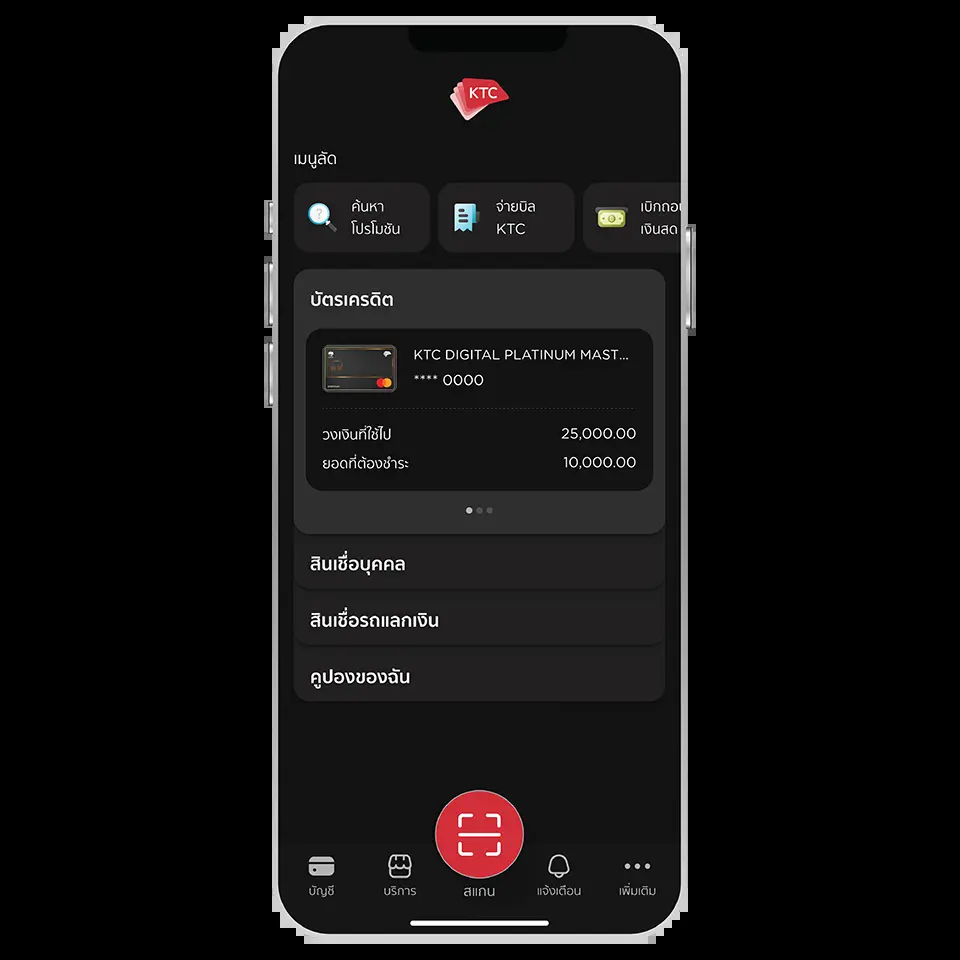 KTC
เมนูลัด
ค้นหา
โปรโมชัน
จ่ายบิล
KTC
เบิกถอน
เงินสด
บัตรเครดิต
KTC DIGITAL PLATINUM MAST...
**** 0000
วงเงินที่ใช้ไป 25,000.00
ยอดที่ต้องชำระ 10,000.00
สินเชื่อบุคคล
สินเชื่อรถแลกเงิน
คูปองของฉัน
บัญชี
บริการ
สแกน
แจ้งเตือน
เพิ่มเติม